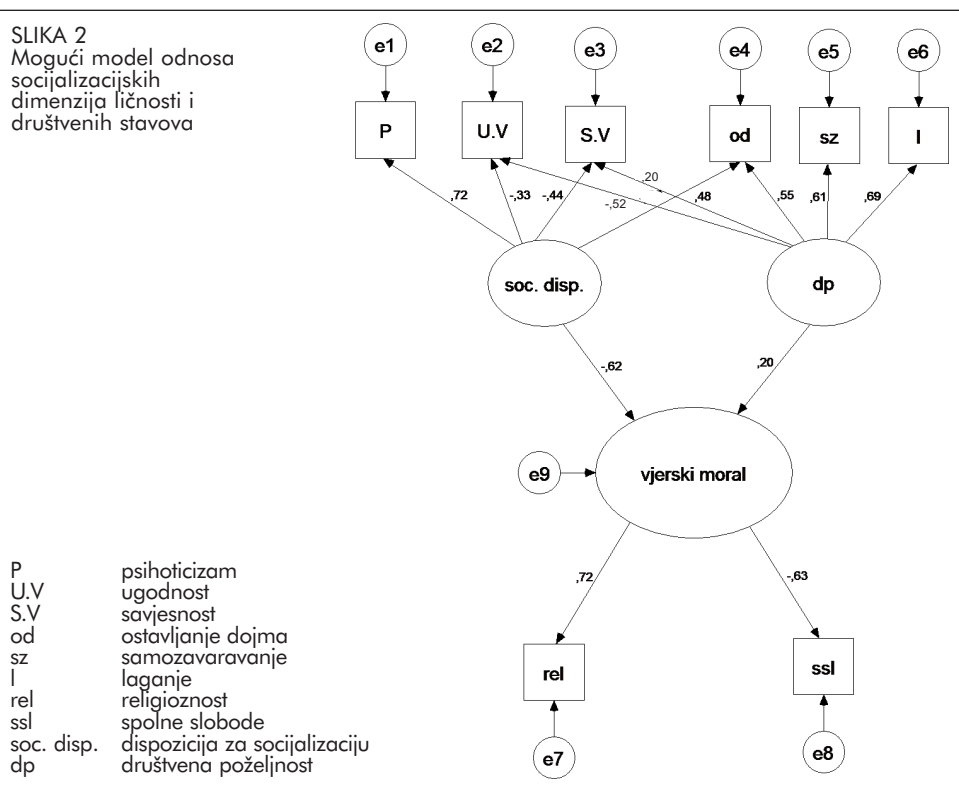 SLIKA 2
Mogući model odnosa
socijalizacijskih
dimenzija ličnosti i
društvenih stavova
e1 e2 e3 e4 e5 e6
P U.V S.V od sz l
,72 -,33 -,44 -,52 ,20 ,48 ,55 ,61 ,69
soc. disp. dp
-,62 ,20
e9 vjerski moral
,72 -,63
rel ssl
e7 e8
P psihoticizam
U.V ugodnost
S.V savjesnost
od ostavljanje dojma
sz samozavaravanje
l laganje
rel religioznost
ssl spolne slobode
soc. disp. dispozicija za socijalizaciju
dp društvena poželjnost